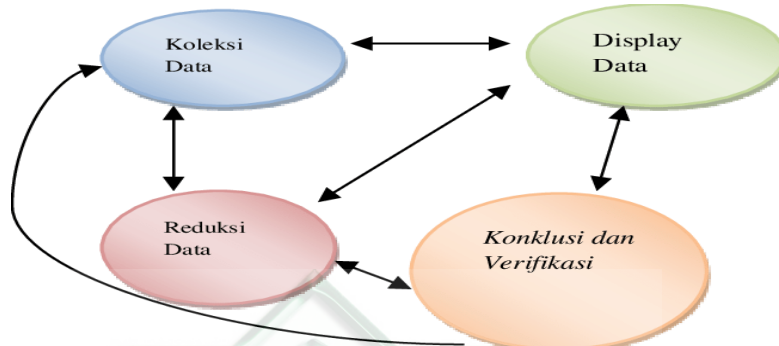 Koleksi
Data
Display
Data
Reduksi
Data
Konklusi dan
Verifikasi